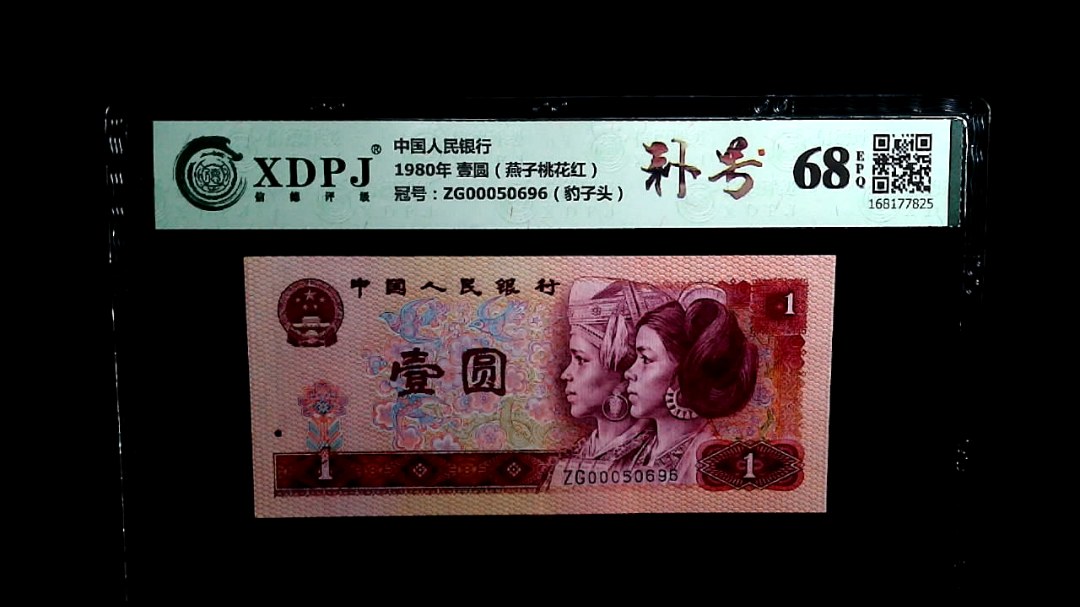 XDPJ®
信德评级
中国人民银行
1980年 壹圆（燕子桃花红）
冠号：ZG00050696（豹子头）
补号
68 EPQ
168177825
中国人民银行
1
壹圆
1
ZG00050696
1